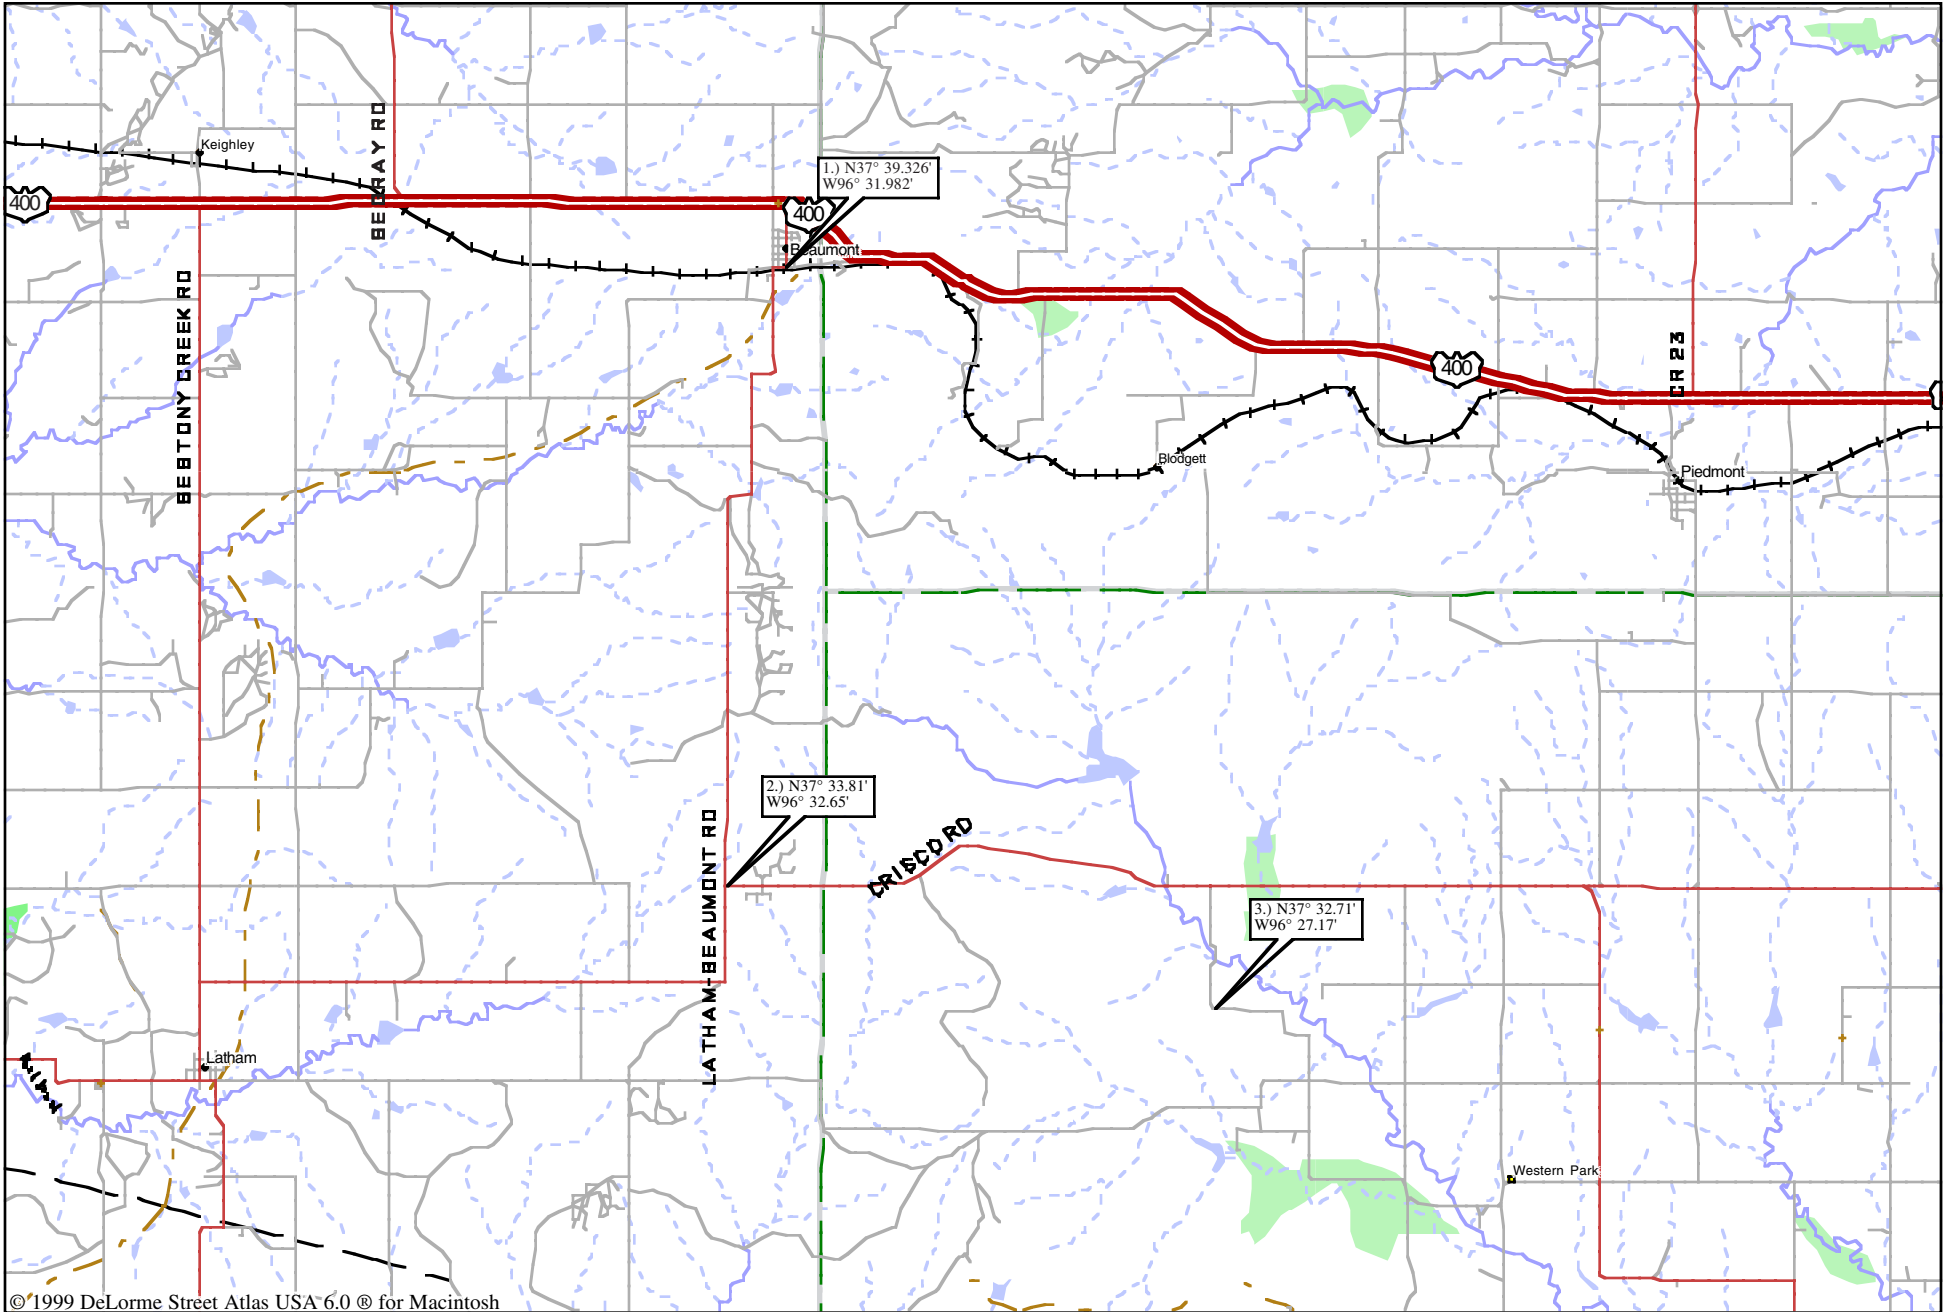 Keighley
BEGRAY RD
1.) N37° 39.326'
W96° 31.982'
400
400
Beaumont
BEBTONY CREEK RD
CR 23
400
Blodgett
Piedmont
2.) N37° 33.81'
W96° 32.65'
LATHAM-BEAUMONT RD
CRISCO RD
3.) N37° 32.71'
W96° 27.17'
Latham
Western Park
© 1999 DeLorme Street Atlas USA 6.0 ® for Macintosh